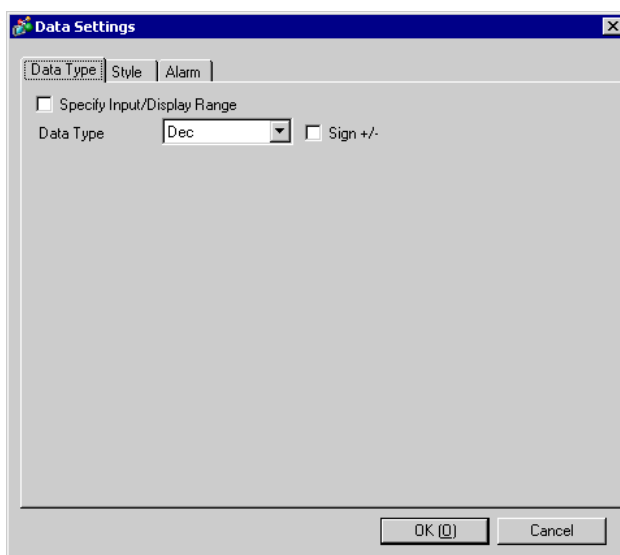 Data Settings
Data Type Style Alarm
Specify Input/Display Range
Data Type Dec Sign +/-
OK (O) Cancel